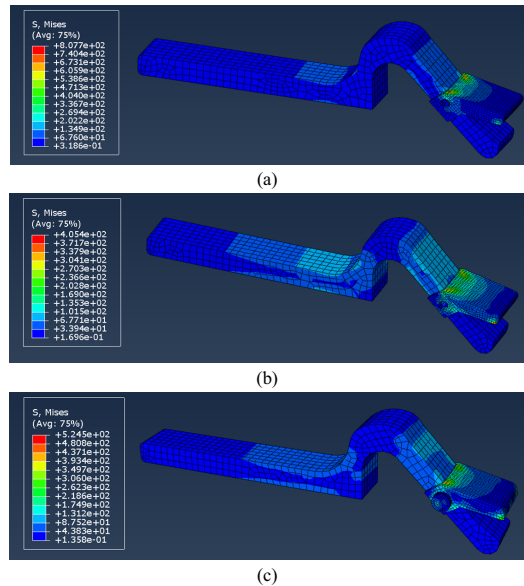 S, Mises
(Avg: 75%)
+8.077e+02
+7.404e+02
+6.731e+02
+6.059e+02
+5.386e+02
+4.713e+02
+4.040e+02
+3.367e+02
+2.694e+02
+2.022e+02
+1.349e+02
+6.760e+01
+3.186e-01
(a)
S, Mises
(Avg: 75%)
+4.054e+02
+3.717e+02
+3.379e+02
+3.041e+02
+2.703e+02
+2.366e+02
+2.028e+02
+1.690e+02
+1.353e+02
+1.015e+02
+6.771e+01
+3.394e+01
+1.696e-01
(b)
S, Mises
(Avg: 75%)
+5.245e+02
+4.808e+02
+4.371e+02
+3.934e+02
+3.497e+02
+3.060e+02
+2.623e+02
+2.186e+02
+1.749e+02
+1.312e+02
+8.752e+01
+4.383e+01
+1.358e-01
(c)